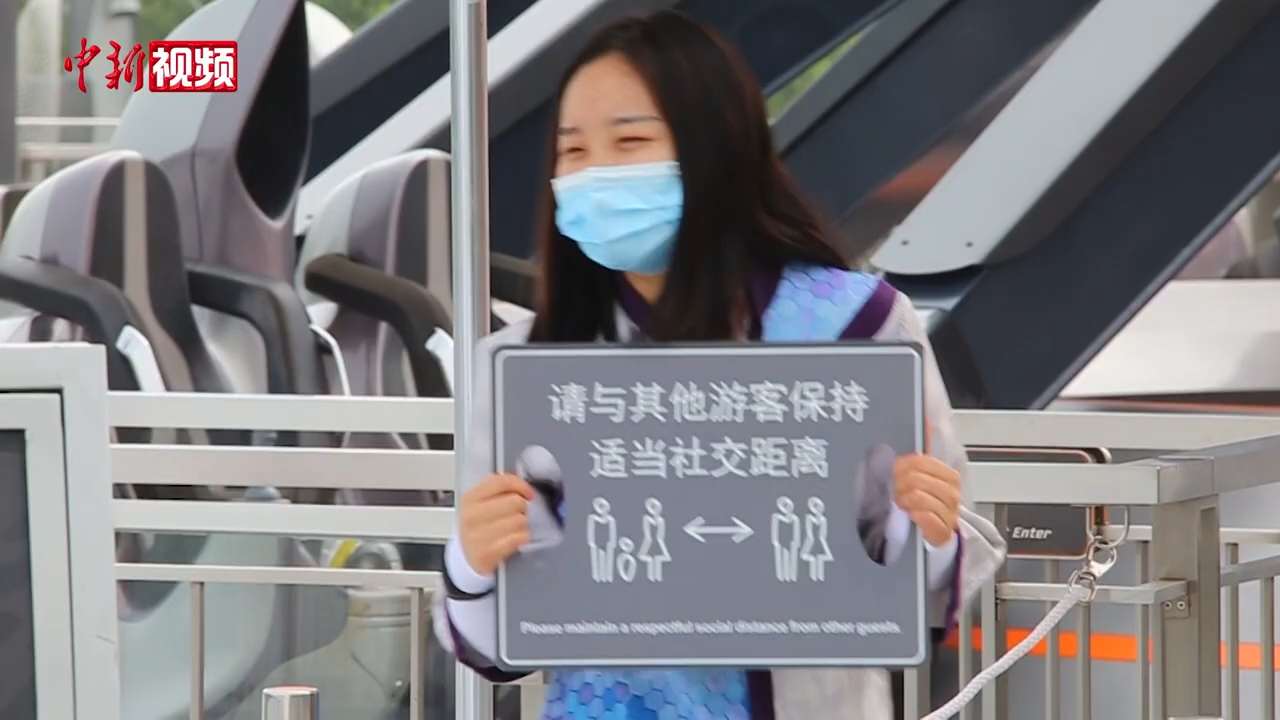 中新视频
请与其他游客保持
适当社交距离
Please maintain a respectful social distance from other guests.
Enter